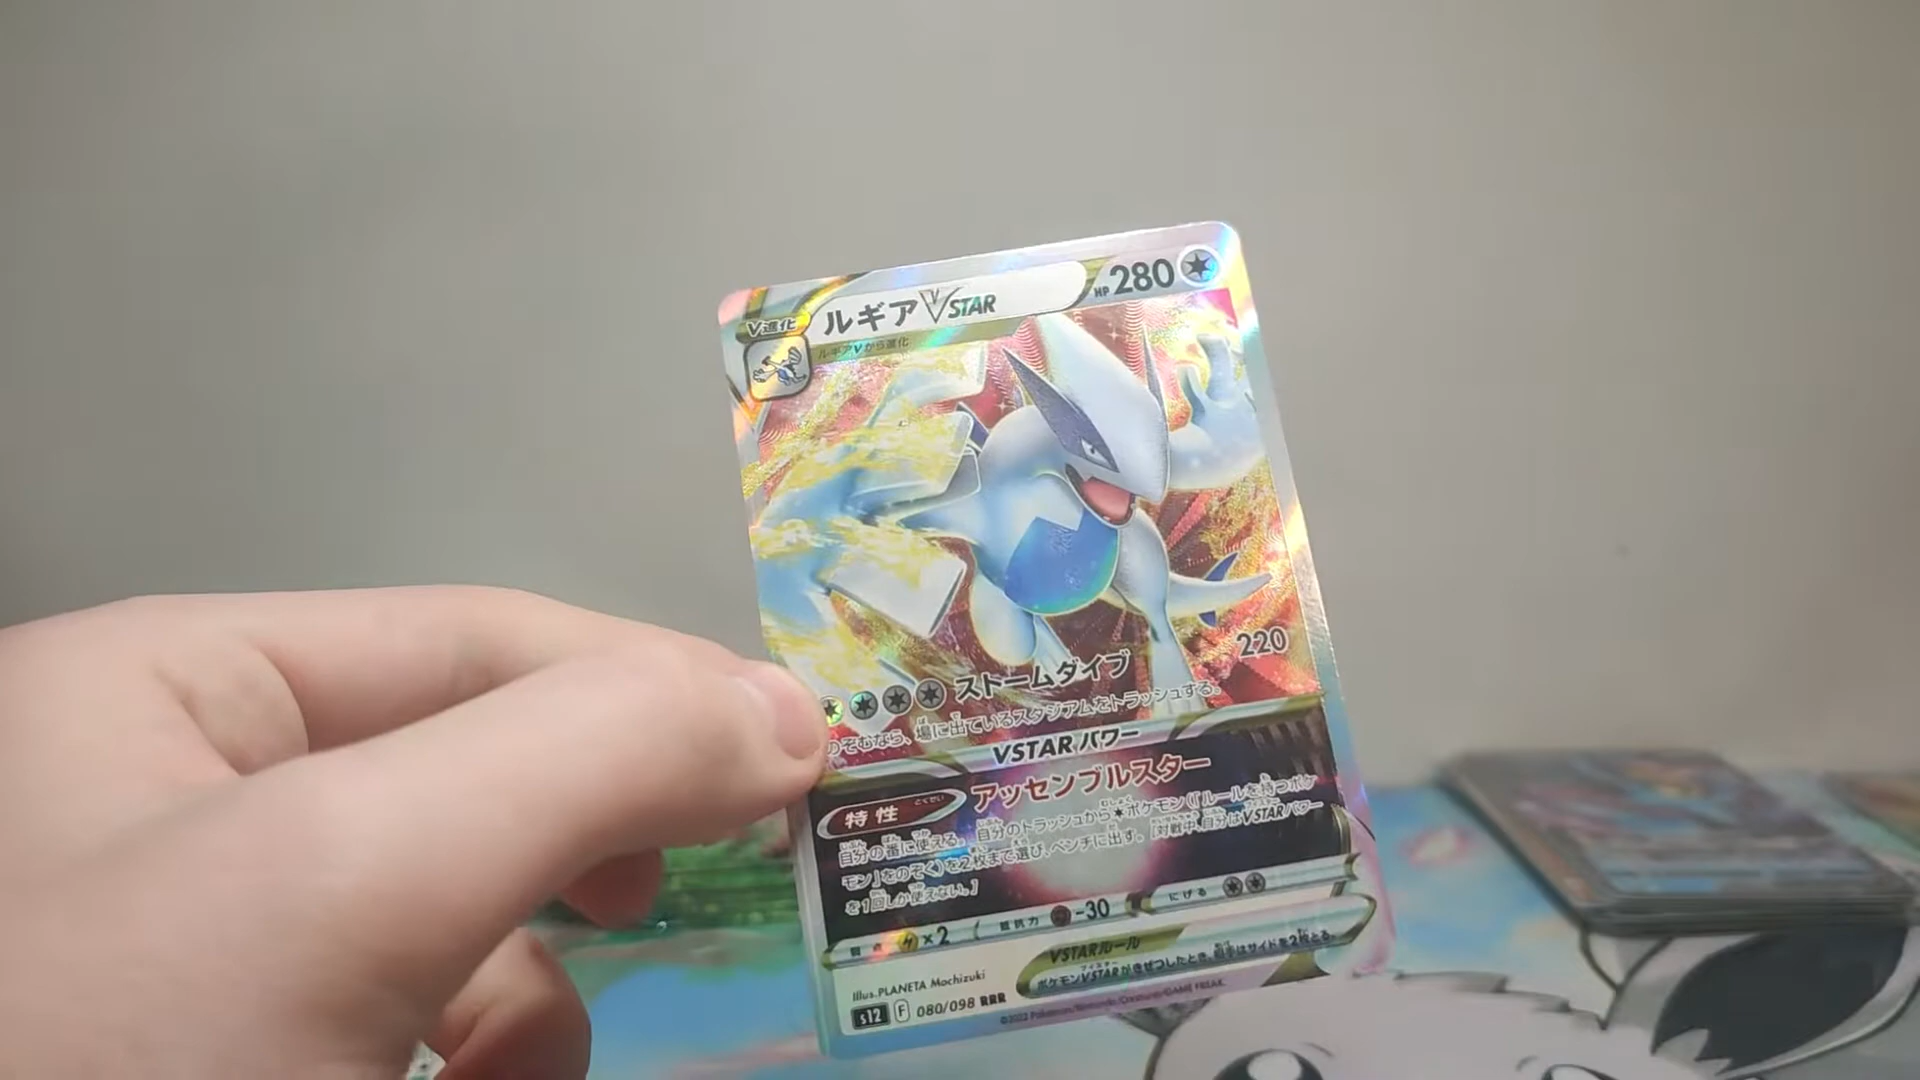 V進化
ルギアVSTAR
HP 280
ルギアVから進化
ストームダイブ 220
のぞむなら、場に出ているスタジアムをトラッシュする。
VSTARパワー
特性 とくせい アッセンブルスター
自分の番に使える。自分のトラッシュからポケモン(「ルールを持つポケ
モン」をのぞく)を2枚まで選び、ベンチに出す。[対戦中、自分はVSTARパワー
を1回しか使えない。]
弱点 ×2 抵抗力 -30 にげる
VSTARルール
ポケモンVSTARがきぜつしたとき、相手はサイドを2枚とる。
Illus. PLANETA Mochizuki
s12 F 080/098 RRR
©2022 Pokémon/Nintendo/Creatures/GAME FREAK.